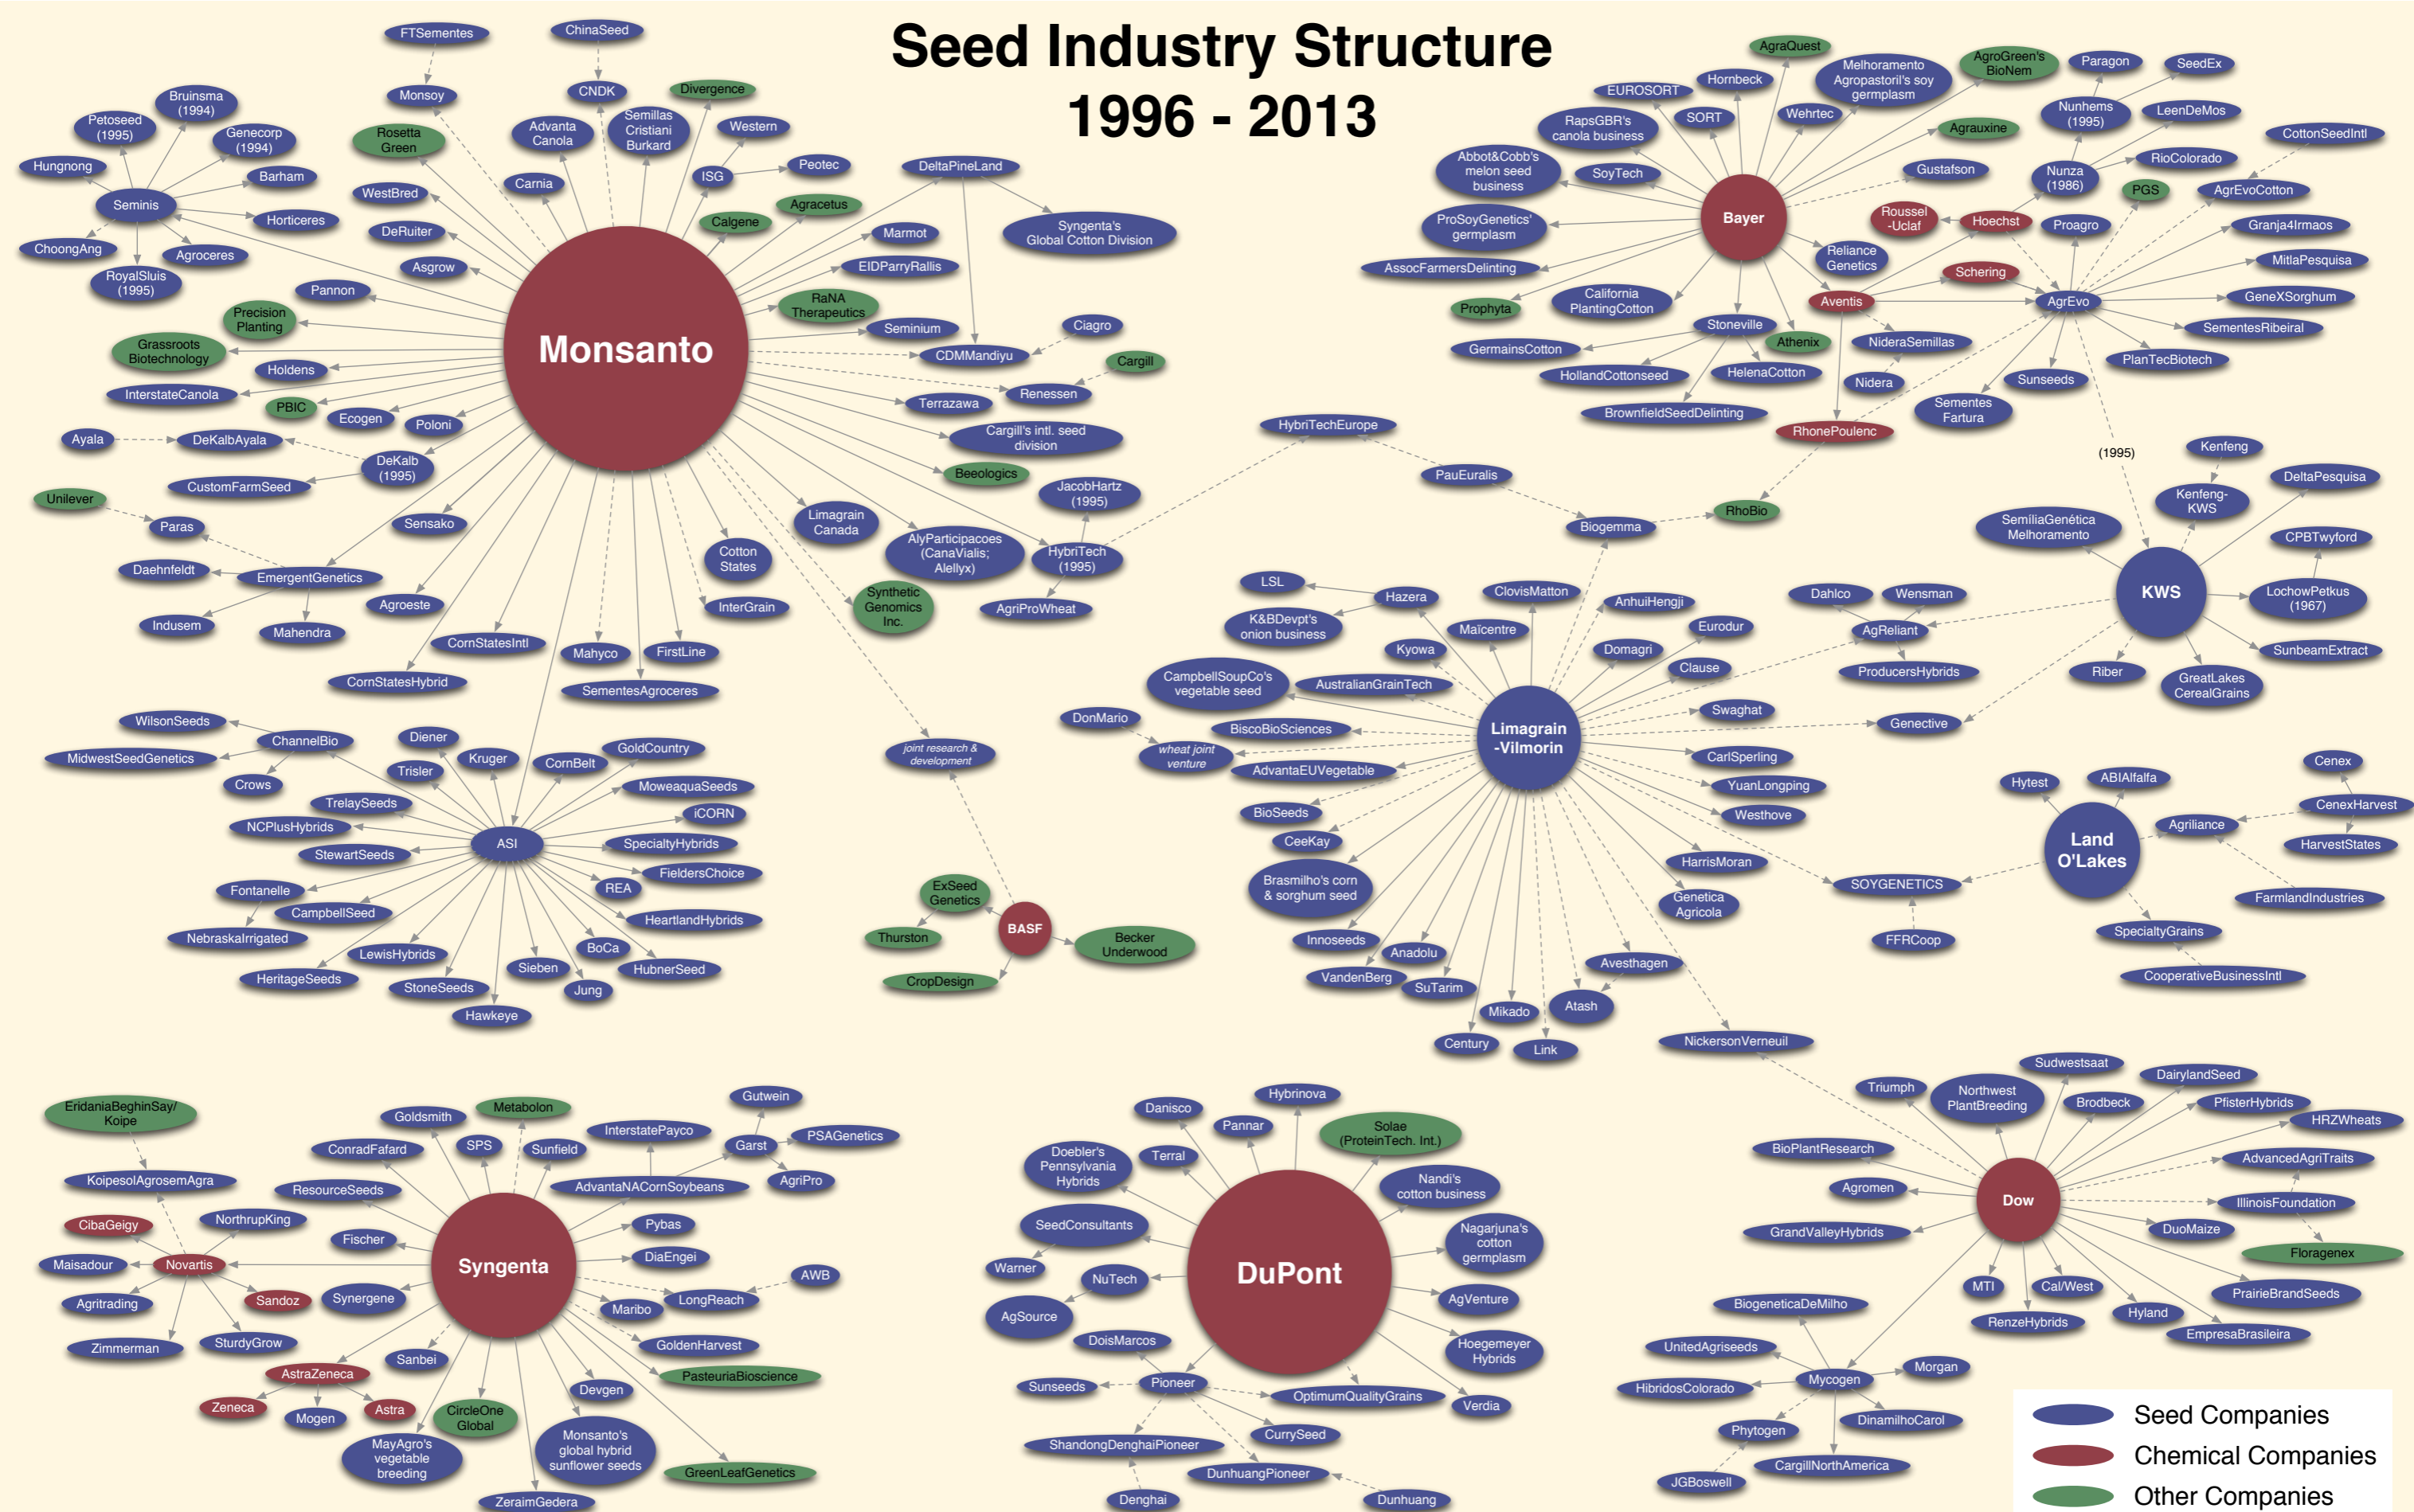 Seed Industry Structure
1996 - 2013
FTSementes
ChinaSeed
Monsoy
CNDK
Divergence
Bruinsma
(1994)
Petoseed
(1995)
Genecorp
(1994)
Hungnong
Barham
Seminis
Horticeres
ChoongAng
Agroceres
RoyalSluis
(1995)
Rosetta
Green
Advanta
Canola
Semillas
Cristiani
Burkard
Western
ISG
Peotec
Carnia
WestBred
DeRuiter
Asgrow
Pannon
Calgene
Agracetus
DeltaPineLand
Syngenta's
Global Cotton Division
Marmot
EIDParryRallis
RaNA
Therapeutics
Seminium
Ciagro
CDMMandiyu
Cargill
Renessen
Terrazawa
Cargill's intl. seed
division
Beeologics
Monsanto
Precision
Planting
Grassroots
Biotechnology
Holdens
InterstateCanola
PBIC
Ecogen
Poloni
Ayala
DeKalbAyala
DeKalb
(1995)
CustomFarmSeed
Unilever
Paras
Sensako
Daehnfeldt
EmergentGenetics
Indusem
Mahendra
Agroeste
CornStatesIntl
CornStatesHybrid
Mahyco
FirstLine
SementesAgroceres
InterGrain
Cotton
States
Limagrain
Canada
AlyParticipacoes
(CanaVialis;
Alellyx)
Synthetic
Genomics
Inc.
JacobHartz
(1995)
HybriTech
(1995)
AgriProWheat
HybriTechEurope
PauEuralis
Biogemma
RhoBio
joint research &
development
WilsonSeeds
ChannelBio
MidwestSeedGenetics
Crows
Diener
Trisler
Kruger
CornBelt
GoldCountry
MoweaquaSeeds
iCORN
TrelaySeeds
NCPlusHybrids
StewartSeeds
ASI
SpecialtyHybrids
FieldersChoice
REA
HeartlandHybrids
Fontanelle
CampbellSeed
NebraskaIrrigated
LewisHybrids
HeritageSeeds
StoneSeeds
Hawkeye
Sieben
BoCa
Jung
HubnerSeed
ExSeed
Genetics
Thurston
BASF
Becker
Underwood
CropDesign
AgraQuest
EUROSORT
Hornbeck
Melhoramento
Agropastoril's soy
germplasm
AgroGreen's
BioNem
Paragon
SeedEx
RapsGBR's
canola business
SORT
Wehrtec
Agrauxine
Nunhems
(1995)
LeenDeMos
CottonSeedIntl
Abbot&Cobb's
melon seed
business
SoyTech
Gustafson
Nunza
(1986)
RioColorado
PGS
AgrEvoCotton
ProSoyGenetics'
germplasm
Bayer
Roussel
-Uclaf
Hoechst
Proagro
Granja4Irmaos
AssocFarmersDelinting
Reliance
Genetics
Schering
MitlaPesquisa
Prophyta
California
PlantingCotton
Aventis
AgrEvo
GeneXSorghum
Stoneville
SementesRibeiral
GermainsCotton
Athenix
NideraSemillas
PlanTecBiotech
HollandCottonseed
HelenaCotton
Nidera
Sunseeds
BrownfieldSeedDelinting
Sementes
Fartura
RhonePoulenc
(1995)
Kenfeng
DeltaPesquisa
Kenfeng-
KWS
SemíliaGenética
Melhoramento
CPBTwyford
KWS
LochowPetkus
(1967)
SunbeamExtract
GreatLakes
CerealGrains
Riber
Dahlco
Wensman
AgReliant
ProducersHybrids
Genective
LSL
Hazera
K&BDevpt's
onion business
ClovisMatton
AnhuiHengji
Maïcentre
Eurodur
Kyowa
Domagri
Clause
CampbellSoupCo's
vegetable seed
AustralianGrainTech
Swaghat
DonMario
BiscoBioSciences
wheat joint
venture
Limagrain
-Vilmorin
CarlSperling
AdvantaEUVegetable
YuanLongping
BioSeeds
Westhove
CeeKay
HarrisMoran
Brasmilho's corn
& sorghum seed
Genetica
Agricola
Innoseeds
Anadolu
VandenBerg
SuTarim
Avesthagen
Mikado
Atash
Century
Link
SOYGENETICS
FFRCoop
NickersonVerneuil
Hytest
ABIAlfalfa
Cenex
Land
O'Lakes
Agriliance
CenexHarvest
HarvestStates
FarmlandIndustries
SpecialtyGrains
CooperativeBusinessIntl
EridaniaBeghinSay/
Koipe
KoipesolAgrosemAgra
CibaGeigy
NorthrupKing
Maisadour
Novartis
Agritrading
Sandoz
Zimmerman
SturdyGrow
Goldsmith
Metabolon
ConradFafard
SPS
Sunfield
InterstatePayco
Gutwein
Garst
PSAGenetics
ResourceSeeds
AdvantaNACornSoybeans
AgriPro
Fischer
Pybas
Syngenta
DiaEngei
Synergene
AWB
Maribo
LongReach
GoldenHarvest
Sanbei
PasteuriaBioscience
AstraZeneca
Zeneca
Mogen
Astra
Devgen
CircleOne
Global
MayAgro's
vegetable
breeding
Monsanto's
global hybrid
sunflower seeds
GreenLeafGenetics
ZeraimGedera
Hybrinova
Danisco
Pannar
Solae
(ProteinTech. Int.)
Doebler's
Pennsylvania
Hybrids
Terral
Nandi's
cotton business
SeedConsultants
Nagarjuna's
cotton
germplasm
Warner
NuTech
DuPont
AgSource
AgVenture
DoisMarcos
Hoegemeyer
Hybrids
Sunseeds
Pioneer
OptimumQualityGrains
Verdia
CurrySeed
ShandongDenghaiPioneer
DunhuangPioneer
Denghai
Dunhuang
Sudwestsaat
Triumph
Northwest
PlantBreeding
DairylandSeed
Brodbeck
PfisterHybrids
HRZWheats
BioPlantResearch
AdvancedAgriTraits
Agromen
Dow
IllinoisFoundation
GrandValleyHybrids
DuoMaize
Floragenex
MTI
Cal/West
PrairieBrandSeeds
RenzeHybrids
Hyland
EmpresaBrasileira
BiogeneticaDeMilho
UnitedAgriseeds
Morgan
HibridosColorado
Mycogen
Phytogen
DinamilhoCarol
JGBoswell
CargillNorthAmerica
Seed Companies
Chemical Companies
Other Companies